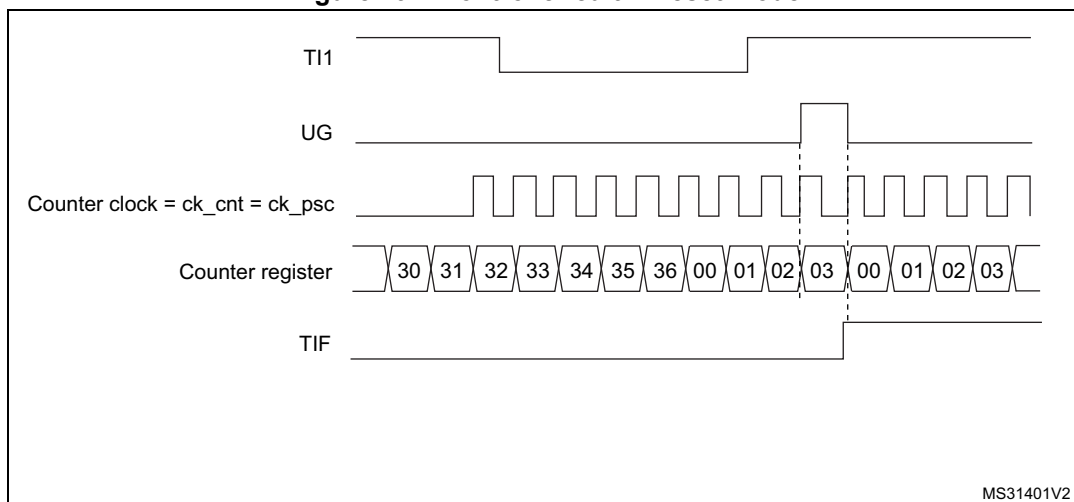 TI1
UG
Counter clock = ck_cnt = ck_psc
Counter register 30 31 32 33 34 35 36 00 01 02 03 00 01 02 03
TIF
MS31401V2